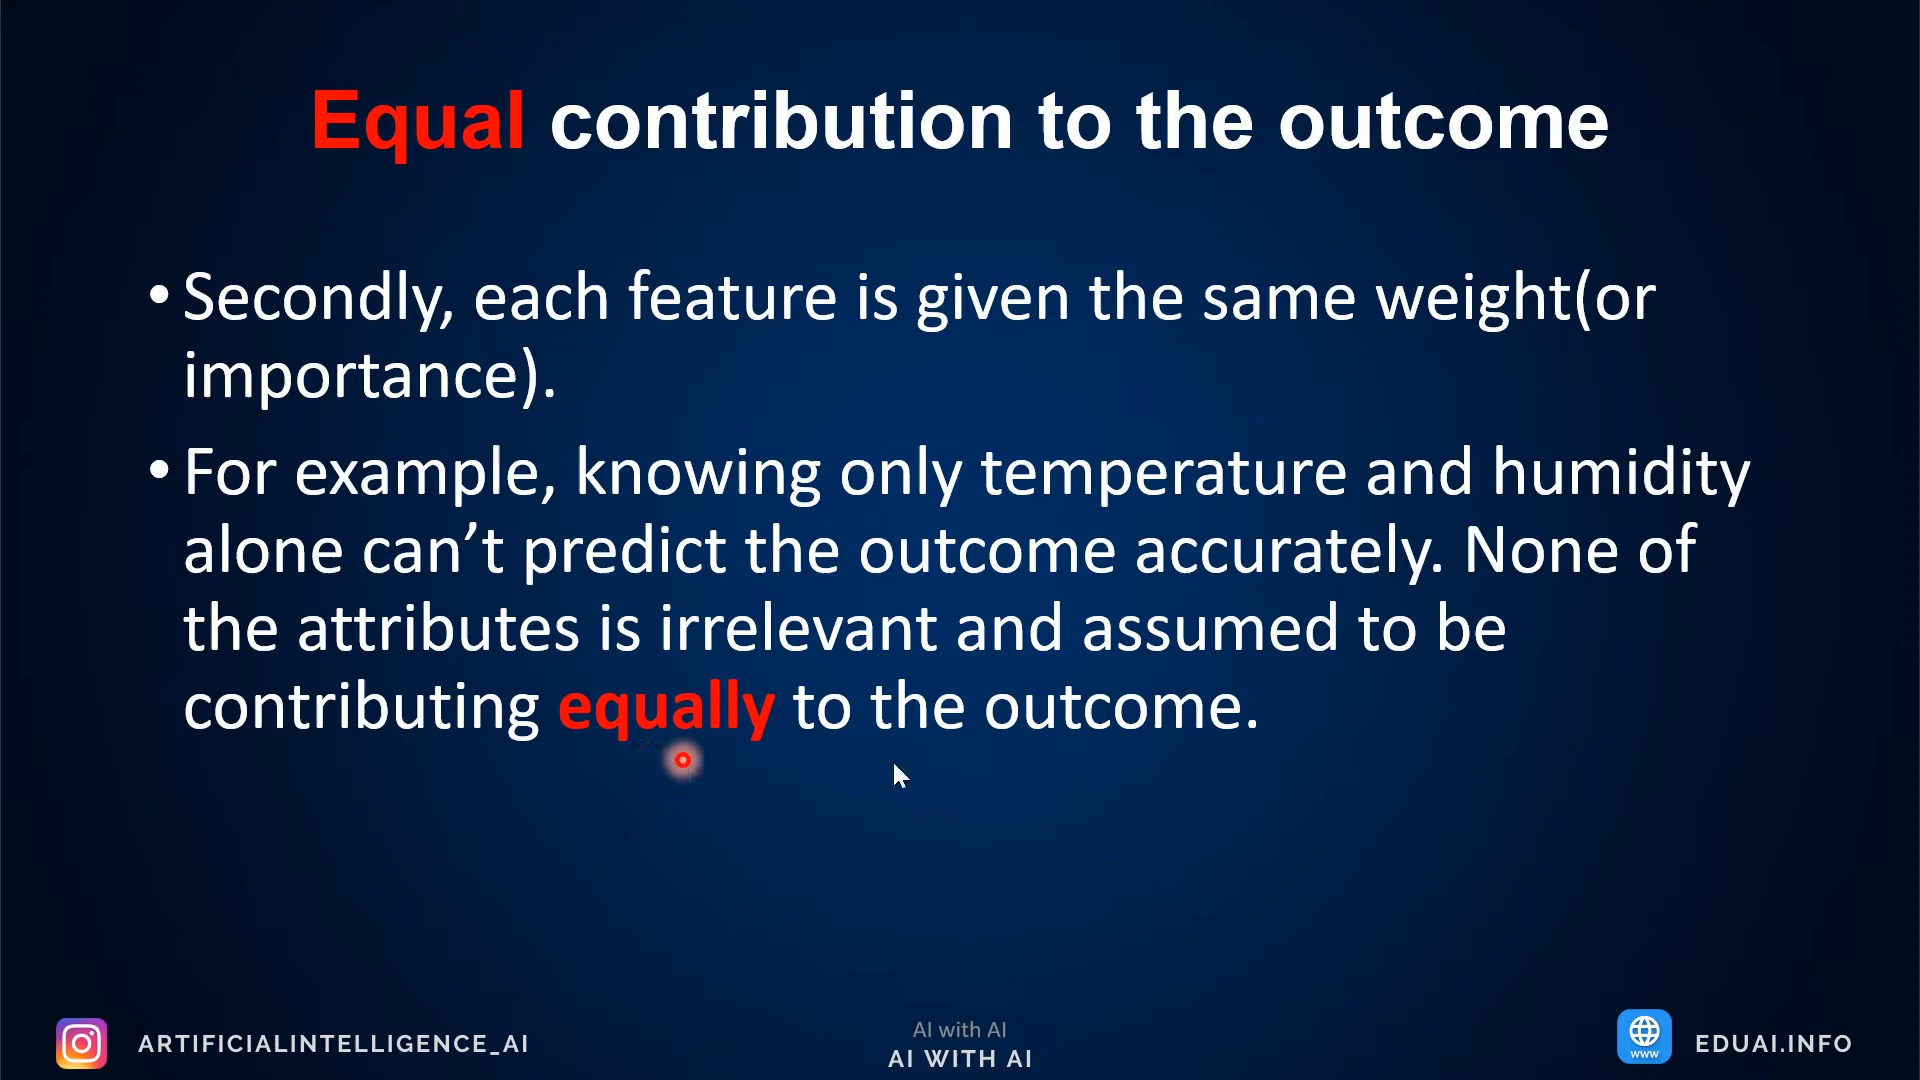 Equal contribution to the outcome
• Secondly, each feature is given the same weight(or
importance).
• For example, knowing only temperature and humidity
alone can’t predict the outcome accurately. None of
the attributes is irrelevant and assumed to be
contributing equally to the outcome.
ARTIFICIALINTELLIGENCE_AI
AI with AI
AI WITH AI
www
EDUAI.INFO